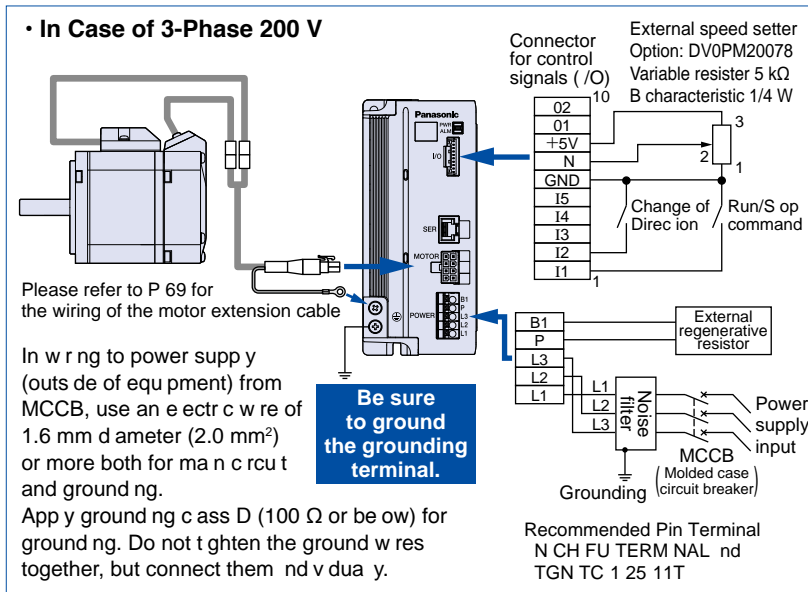 ・In Case of 3-Phase 200 V
Connector
for control
signals ( /O)
External speed setter
Option: DV0PM20078
Variable resister 5 kΩ
B characteristic 1/4 W
10
02
01
+5V
N
GND
I5
I4
I3
I2
I1
1
3
2
1
Change of
Direc ion
Run/S op
command
Panasonic
PWR
ALM
I/O
SER
MOTOR
POWER
B1
P
L3
L2
L1
Please refer to P 69 for
the wiring of the motor extension cable
In w r ng to power supp y
(outs de of equ pment) from
MCCB, use an e ectr c w re of
1.6 mm d ameter (2.0 mm²)
or more both for ma n c rcu t
and ground ng.
App y ground ng c ass D (100 Ω or be ow) for
ground ng. Do not t ghten the ground w res
together, but connect them nd v dua y.
Be sure
to ground
the grounding
terminal.
B1
P
L3
L2
L1
External
regenerative
resistor
L1
L2
L3
Noise
filter
Power
supply
input
MCCB
(Molded case
circuit breaker)
Grounding
Recommended Pin Terminal
N CH FU TERM NAL nd
TGN TC 1 25 11T